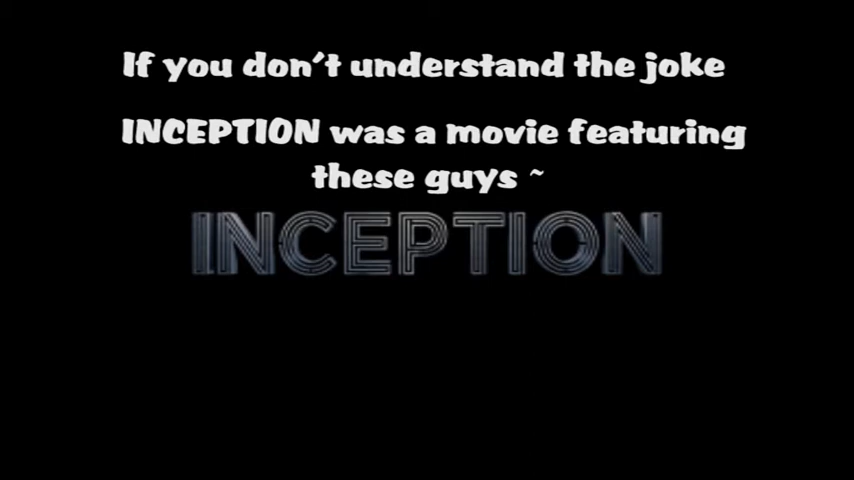 If you don't understand the joke
INCEPTION was a movie featuring
these guys ~
INCEPTION